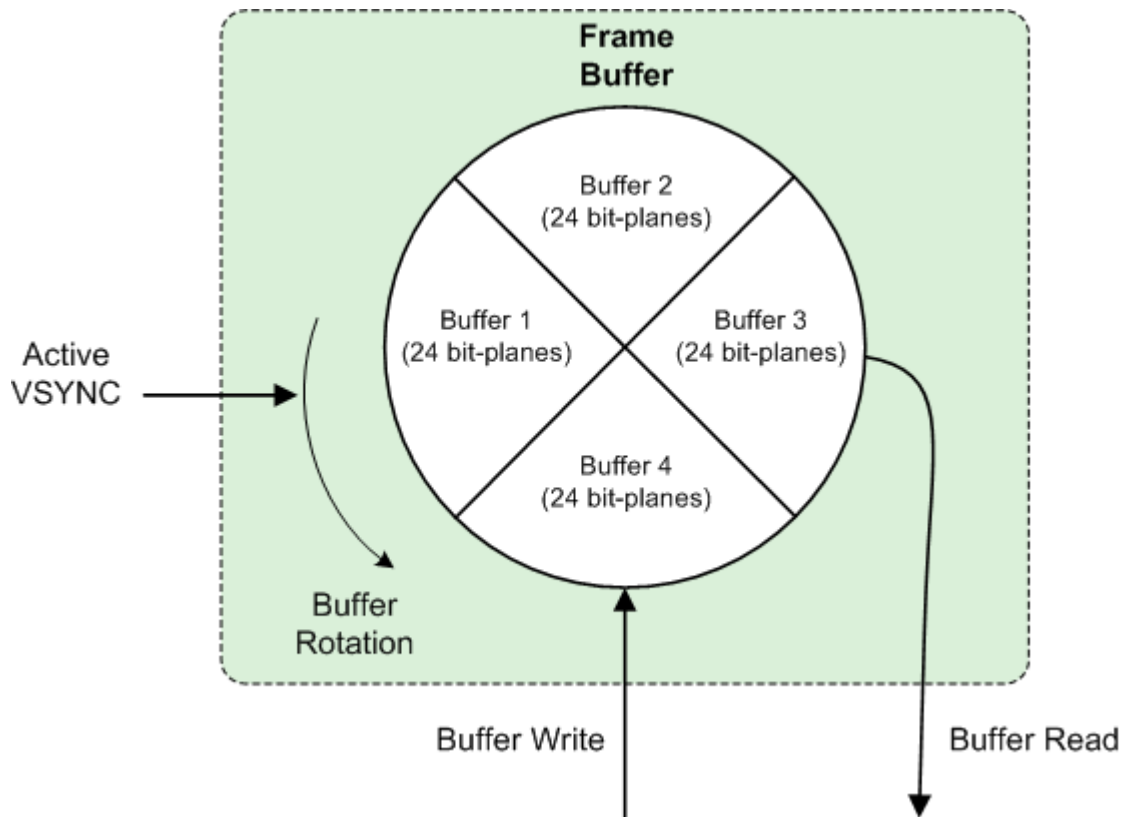 Frame
Buffer
Buffer 2
(24 bit-planes)
Buffer 1
(24 bit-planes)
Buffer 3
(24 bit-planes)
Active
VSYNC
Buffer 4
(24 bit-planes)
Buffer
Rotation
Buffer Write
Buffer Read